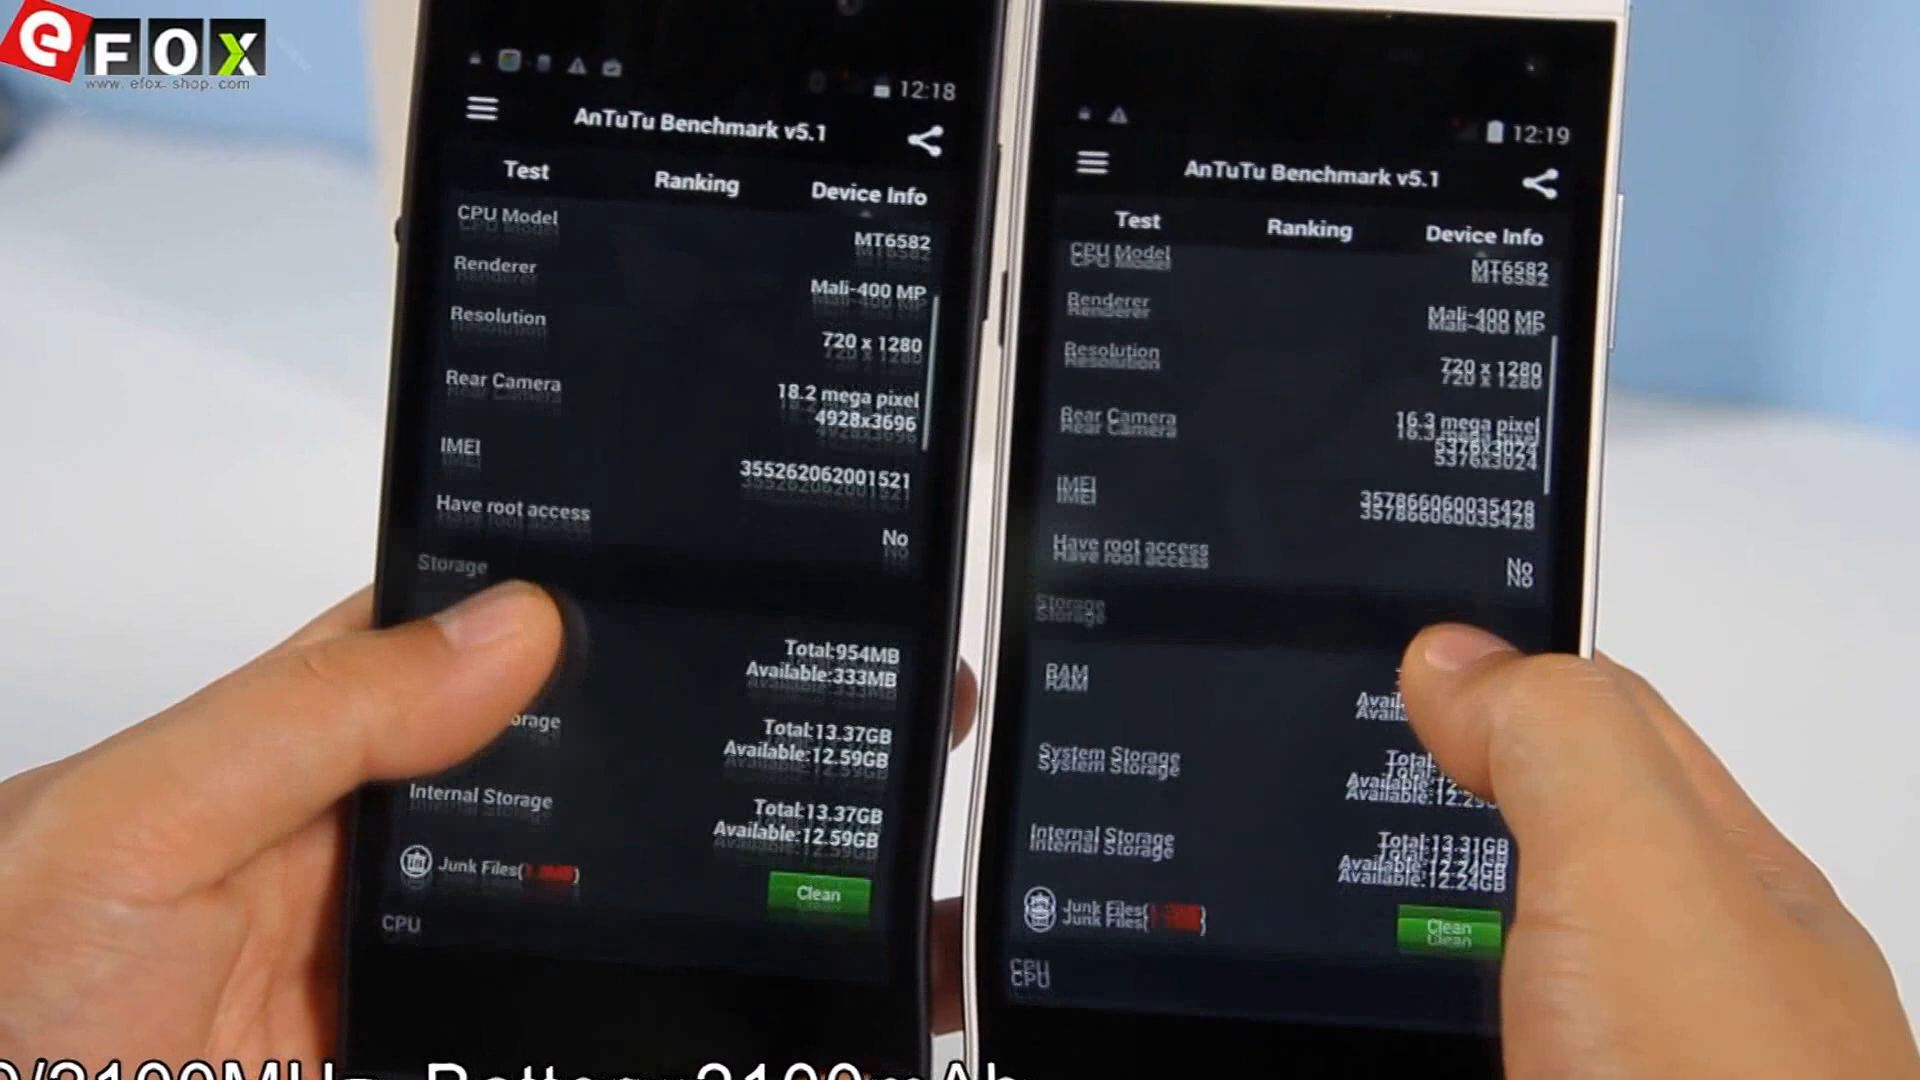 eFOX
www. efox-shop. com
12:18
AnTuTu Benchmark v5.1
Test Ranking Device Info
CPU Model MT6582
Renderer Mali-400 MP
Resolution 720 x 1280
Rear Camera 18.2 mega pixel
4928x3696
IMEI 355262062001521
Have root access No
Storage
Total:954MB
Available:333MB
Total:13.37GB
Available:12.59GB
Internal Storage Total:13.37GB
Available:12.59GB
Junk Files( )
Clean
CPU
12:19
AnTuTu Benchmark v5.1
Test Ranking Device Info
CPU Model MT6582
Renderer Mali-400 MP
Resolution 720 x 1280
Rear Camera 16.3 mega pixel
5376x3024
IMEI 357866060035428
Have root access No
Storage
RAM
System Storage Total
Internal Storage Total:13.31GB
Available:12.24GB
Junk Files( )
Clean
CPU